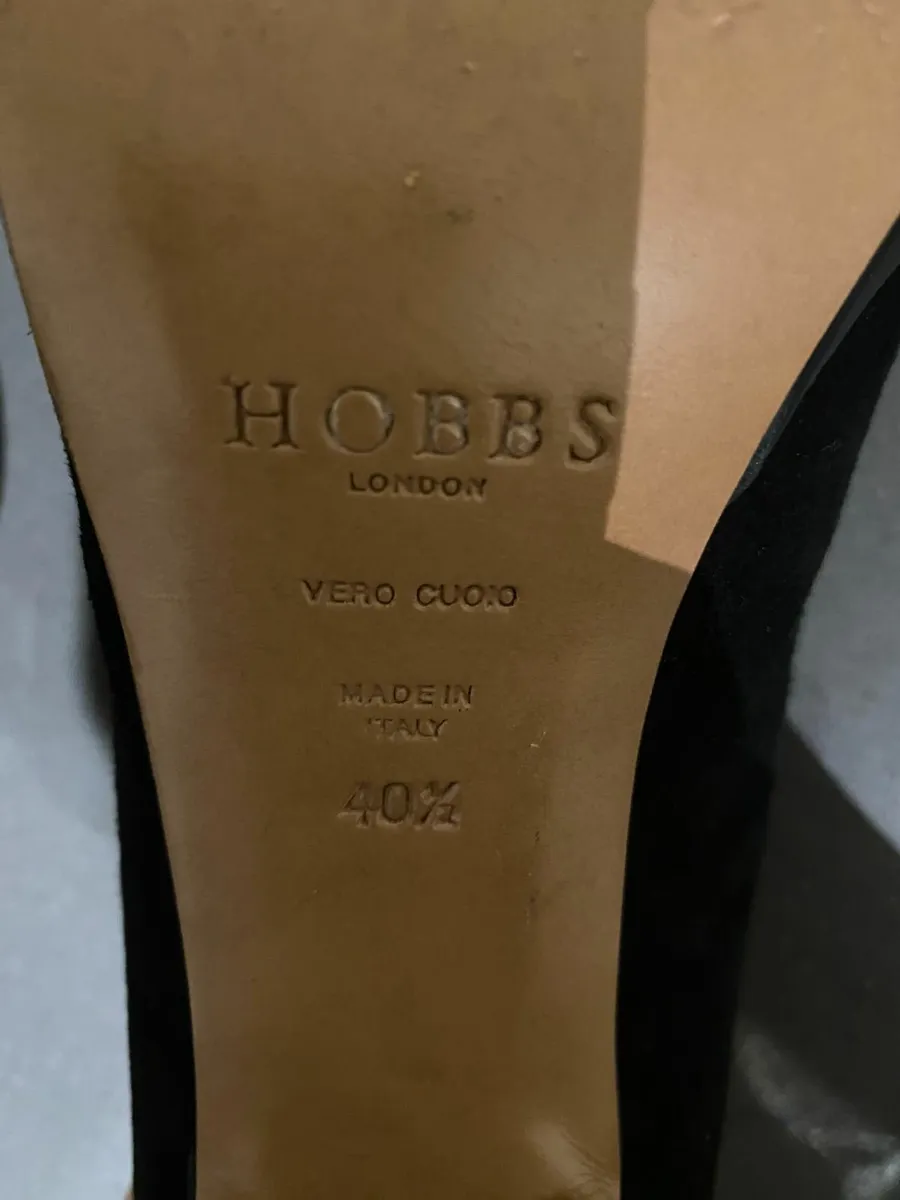 HOBBS
LONDON
VERO CUOIO
MADE IN
ITALY
40½